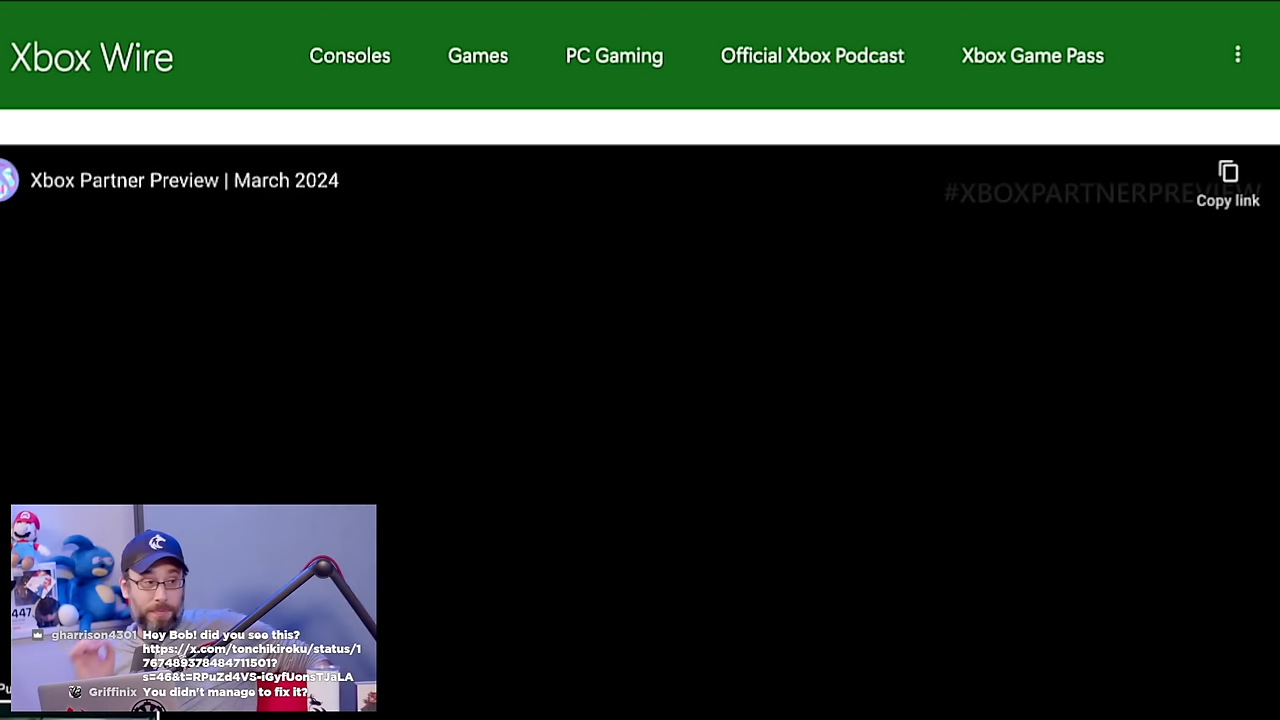 Xbox Wire
Consoles
Games
PC Gaming
Official Xbox Podcast
Xbox Game Pass
Xbox Partner Preview | March 2024
#XBOXPARTNERPREVIEW
Copy link
447
gharrison4301 Hey Bob! did you see this?
https://x.com/tonchikiroku/status/1
767489378484711501?
s=46&t=RPuZd4VS-iGyfUonsTJaLA
Griffinix You didn't manage to fix it?